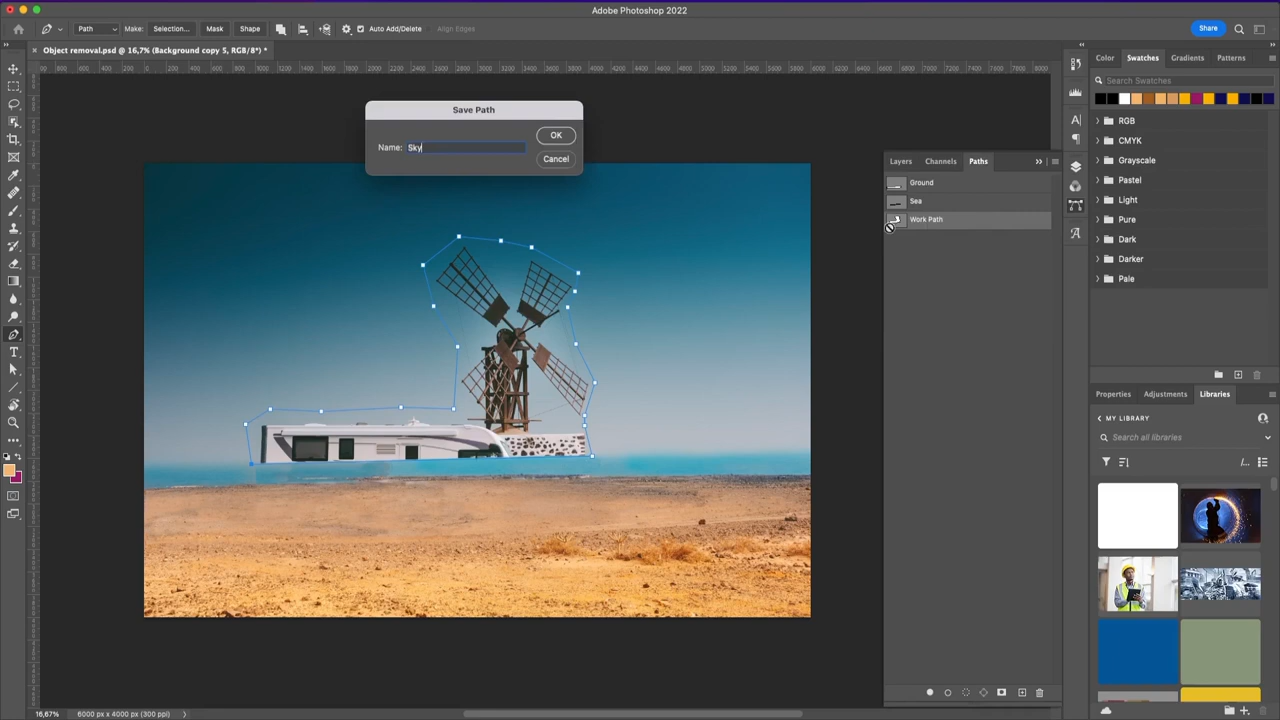 Adobe Photoshop 2022
Path
Make:
Selection...
Mask
Shape
Auto Add/Delete
Align Edges
Share
Object removal.psd @ 16,7% (Background copy 5, RGB/8*) *
Save Path
Name: Sky
OK
Cancel
Layers
Channels
Paths
Ground
Sea
Work Path
Color
Swatches
Gradients
Patterns
Search Swatches
RGB
CMYK
Grayscale
Pastel
Light
Pure
Dark
Darker
Pale
Properties
Adjustments
Libraries
MY LIBRARY
Search all libraries
16,67%
6000 px x 4000 px (300 ppi)